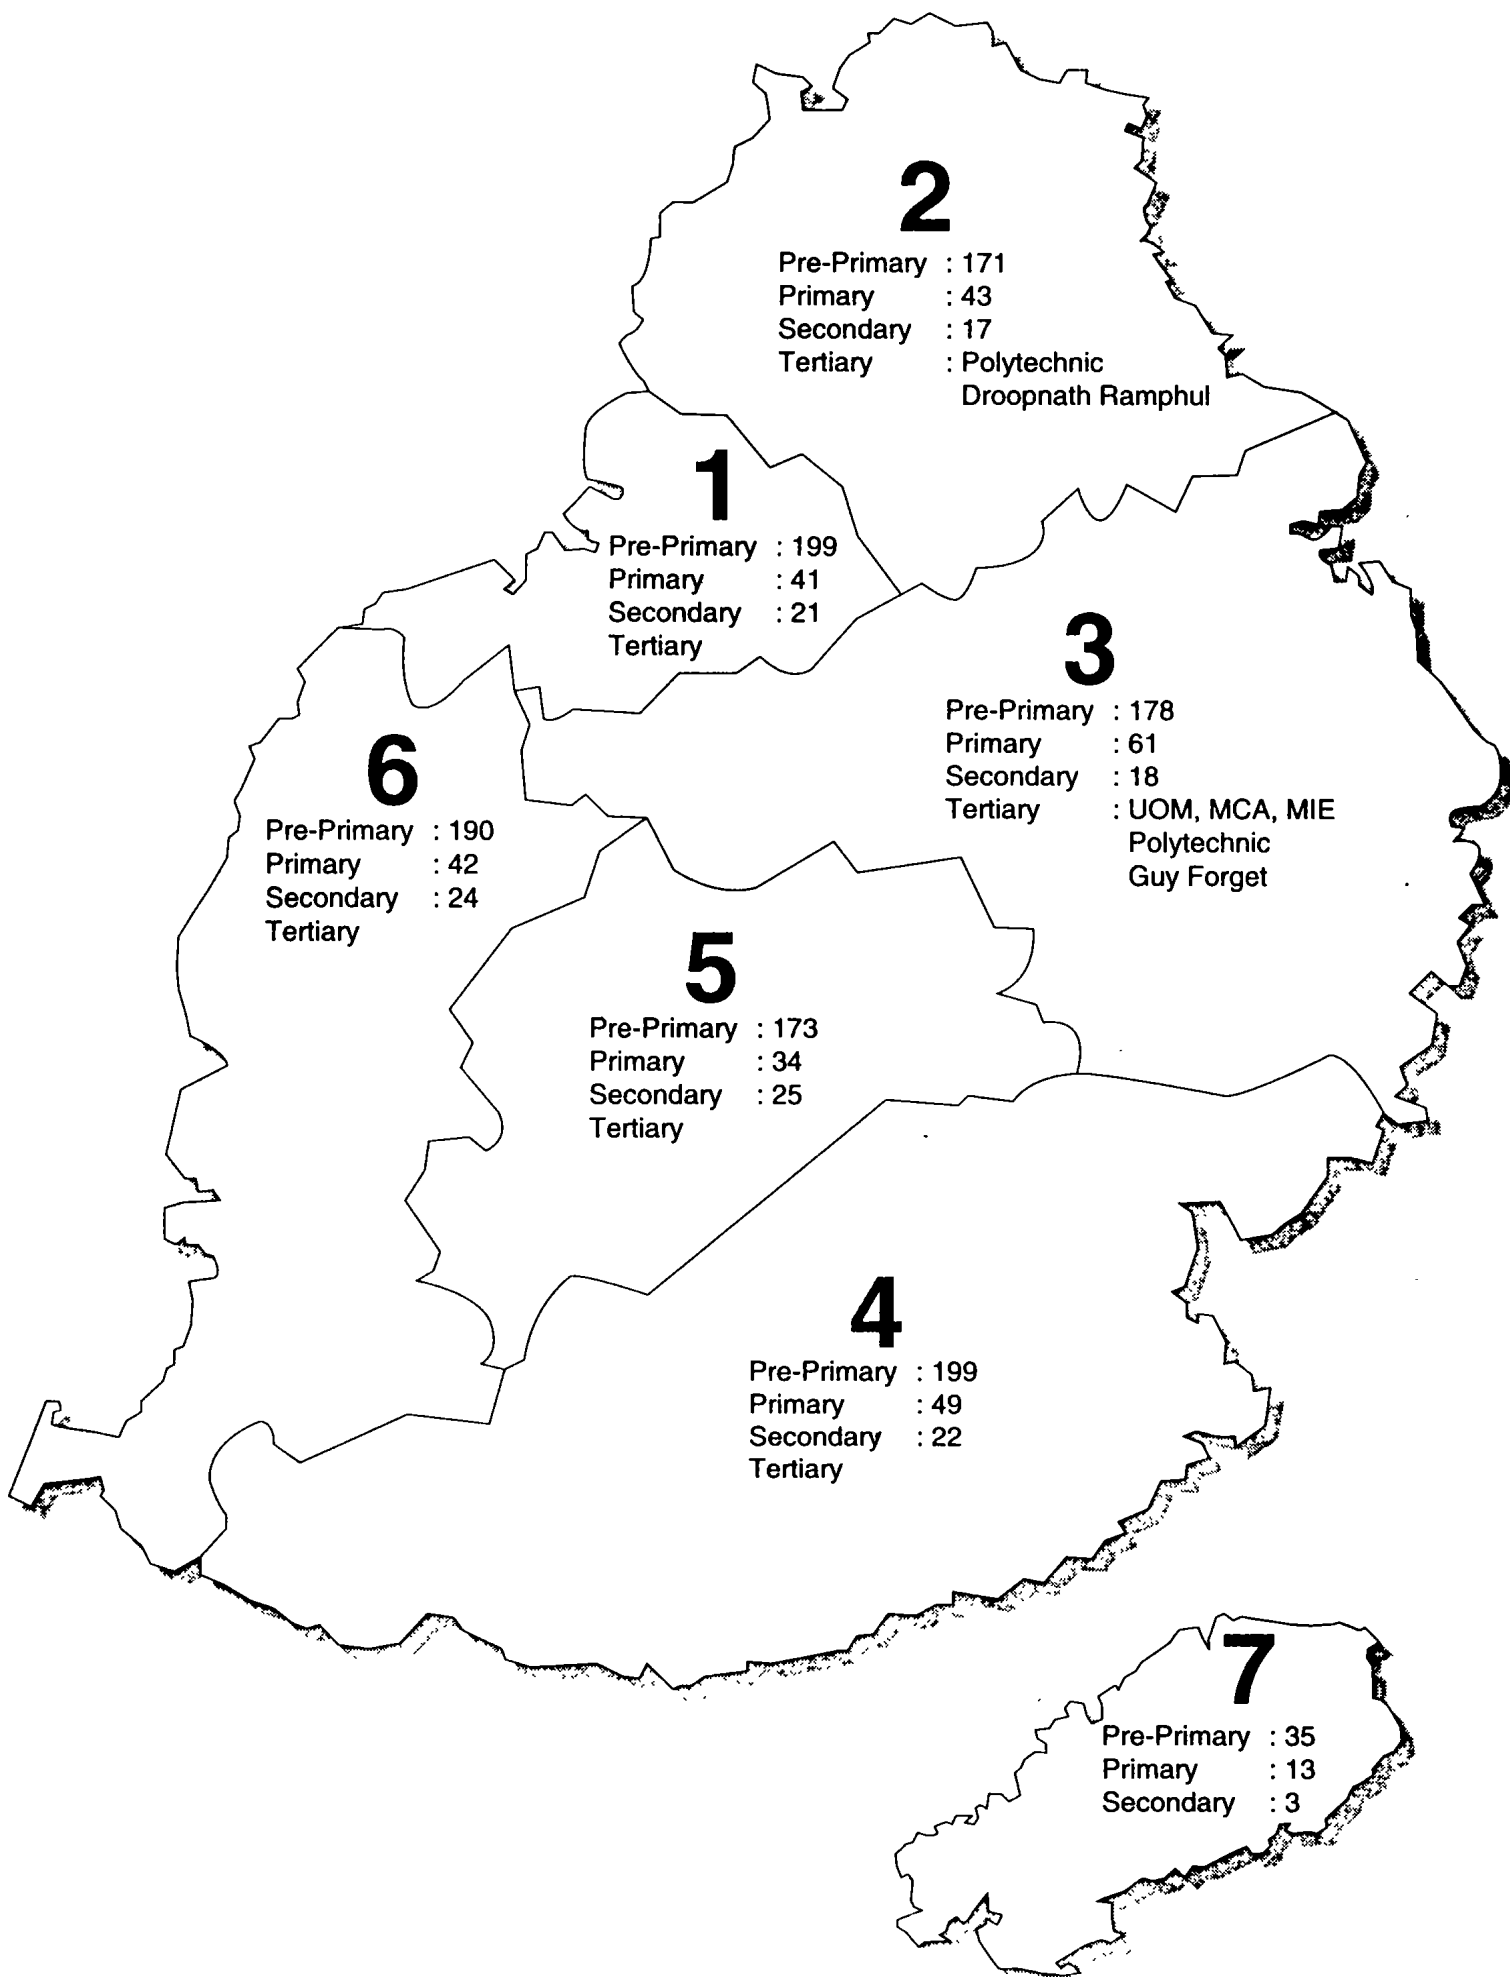 2
Pre-Primary : 171
Primary : 43
Secondary : 17
Tertiary : Polytechnic
Droopnath Ramphul
1
Pre-Primary : 199
Primary : 41
Secondary : 21
Tertiary
3
Pre-Primary : 178
Primary : 61
Secondary : 18
Tertiary : UOM, MCA, MIE
Polytechnic
Guy Forget
6
Pre-Primary : 190
Primary : 42
Secondary : 24
Tertiary
5
Pre-Primary : 173
Primary : 34
Secondary : 25
Tertiary
4
Pre-Primary : 199
Primary : 49
Secondary : 22
Tertiary
7
Pre-Primary : 35
Primary : 13
Secondary : 3